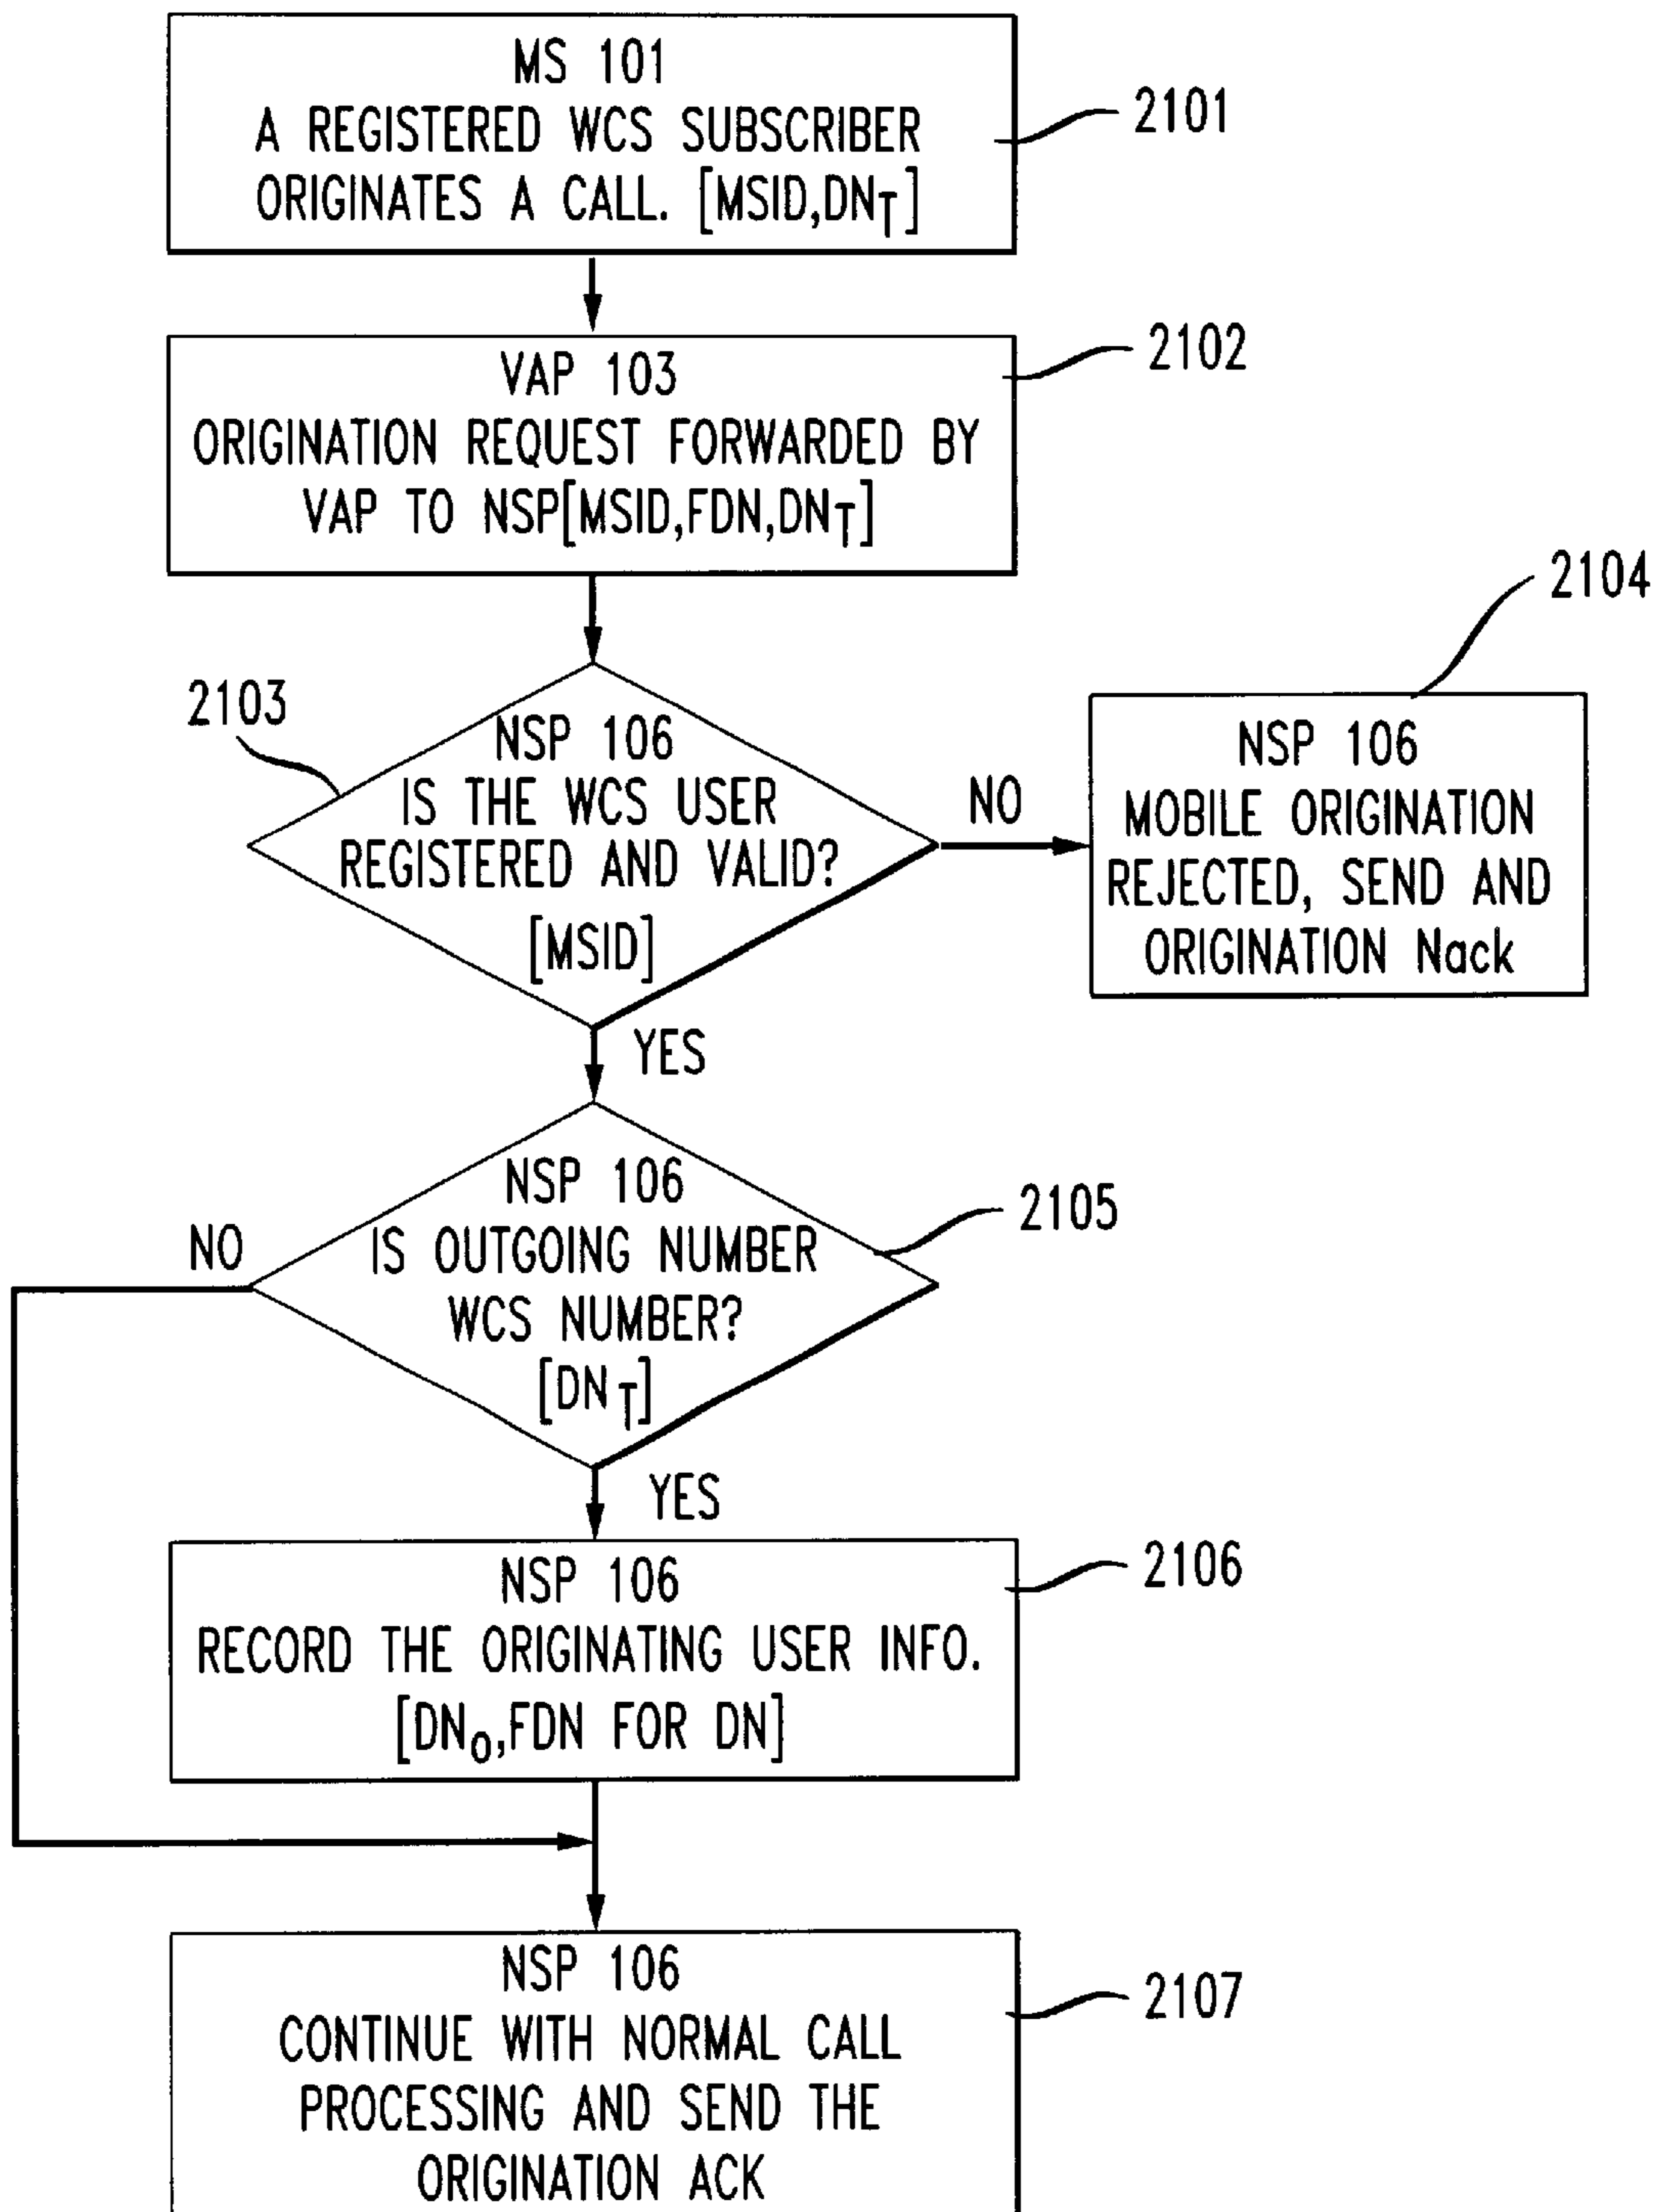 MS 101
A REGISTERED WCS SUBSCRIBER
ORIGINATES A CALL. [MSID,DNT]
2101
VAP 103
ORIGINATION REQUEST FORWARDED BY
VAP TO NSP[MSID,FDN,DNT]
2102
2103
NSP 106
IS THE WCS USER
REGISTERED AND VALID?
[MSID]
NO
2104
NSP 106
MOBILE ORIGINATION
REJECTED, SEND AND
ORIGINATION Nack
YES
NSP 106
IS OUTGOING NUMBER
WCS NUMBER?
[DNT]
2105
NO
YES
NSP 106
RECORD THE ORIGINATING USER INFO.
[DNO,FDN FOR DN]
2106
NSP 106
CONTINUE WITH NORMAL CALL
PROCESSING AND SEND THE
ORIGINATION ACK
2107